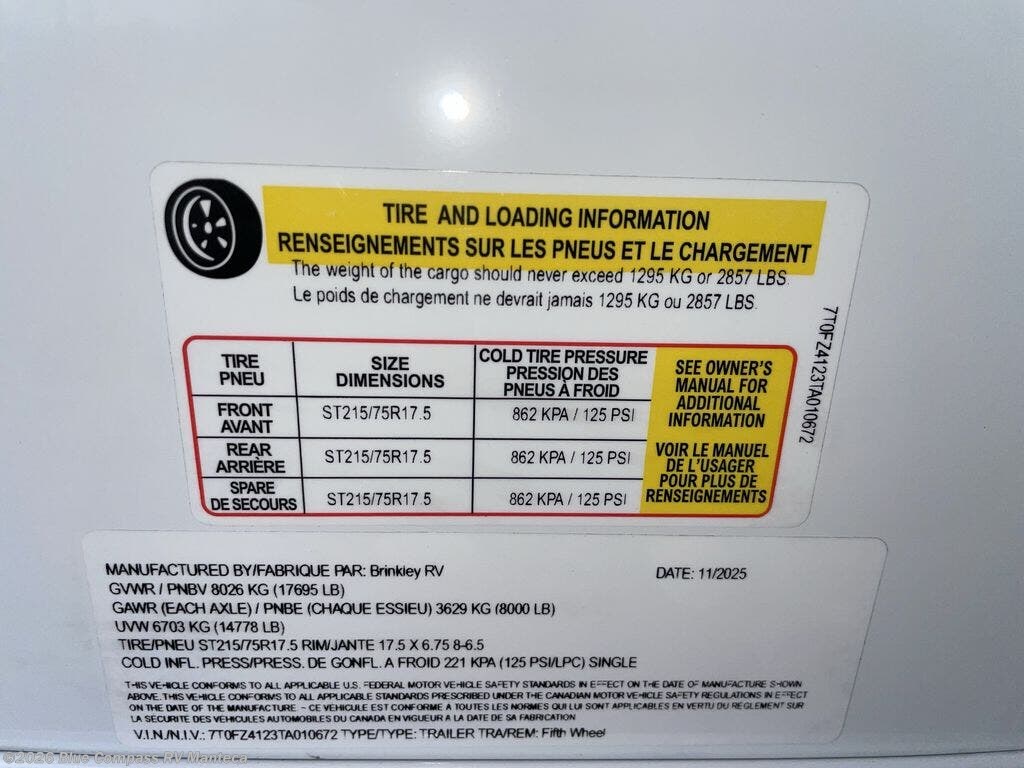 TIRE AND LOADING INFORMATION
RENSEIGNEMENTS SUR LES PNEUS ET LE CHARGEMENT
The weight of the cargo should never exceed 1295 KG or 2857 LBS.
Le poids de chargement ne devrait jamais 1295 KG ou 2857 LBS.
TIRE
PNEU
SIZE
DIMENSIONS
COLD TIRE PRESSURE
PRESSION DES
PNEUS À FROID
SEE OWNER'S
MANUAL FOR
ADDITIONAL
INFORMATION
VOIR LE MANUEL
DE L'USAGER
POUR PLUS DE
RENSEIGNEMENTS
FRONT
AVANT
ST215/75R17.5
862 KPA / 125 PSI
REAR
ARRIÈRE
ST215/75R17.5
862 KPA / 125 PSI
SPARE
DE SECOURS
ST215/75R17.5
862 KPA / 125 PSI
7T0FZ4123TA010672
MANUFACTURED BY/FABRIQUE PAR: Brinkley RV
DATE: 11/2025
GVWR / PNBV 8026 KG (17695 LB)
GAWR (EACH AXLE) / PNBE (CHAQUE ESSIEU) 3629 KG (8000 LB)
UVW 6703 KG (14778 LB)
TIRE/PNEU ST215/75R17.5 RIM/JANTE 17.5 X 6.75 8-6.5
COLD INFL. PRESS/PRESS. DE GONFL. A FROID 221 KPA (125 PSI/LPC) SINGLE
THIS VEHICLE CONFORMS TO ALL APPLICABLE U.S. FEDERAL MOTOR VEHICLE SAFETY STANDARDS IN EFFECT ON THE DATE OF MANUFACTURE SHOWN
ABOVE. THIS VEHICLE CONFORMS TO ALL APPLICABLE STANDARDS PRESCRIBED UNDER THE CANADIAN MOTOR VEHICLE SAFETY REGULATIONS IN EFFECT
ON THE DATE OF THE MANUFACTURE - CE VEHICULE EST CONFORME A TOUTES LES NORMES QUI LUI SONT APPLICABLES EN VERTU DU REGLEMENT SUR
LA SECURITE DES VEHICULES AUTOMOBILES DU CANADA EN VIGUEUR A LA DATE DE SA FABRICATION
V.I.N./N.I.V.: 7T0FZ4123TA010672 TYPE/TYPE: TRAILER TRA/REM: Fifth Wheel
©2026 Blue Compass RV Manteca